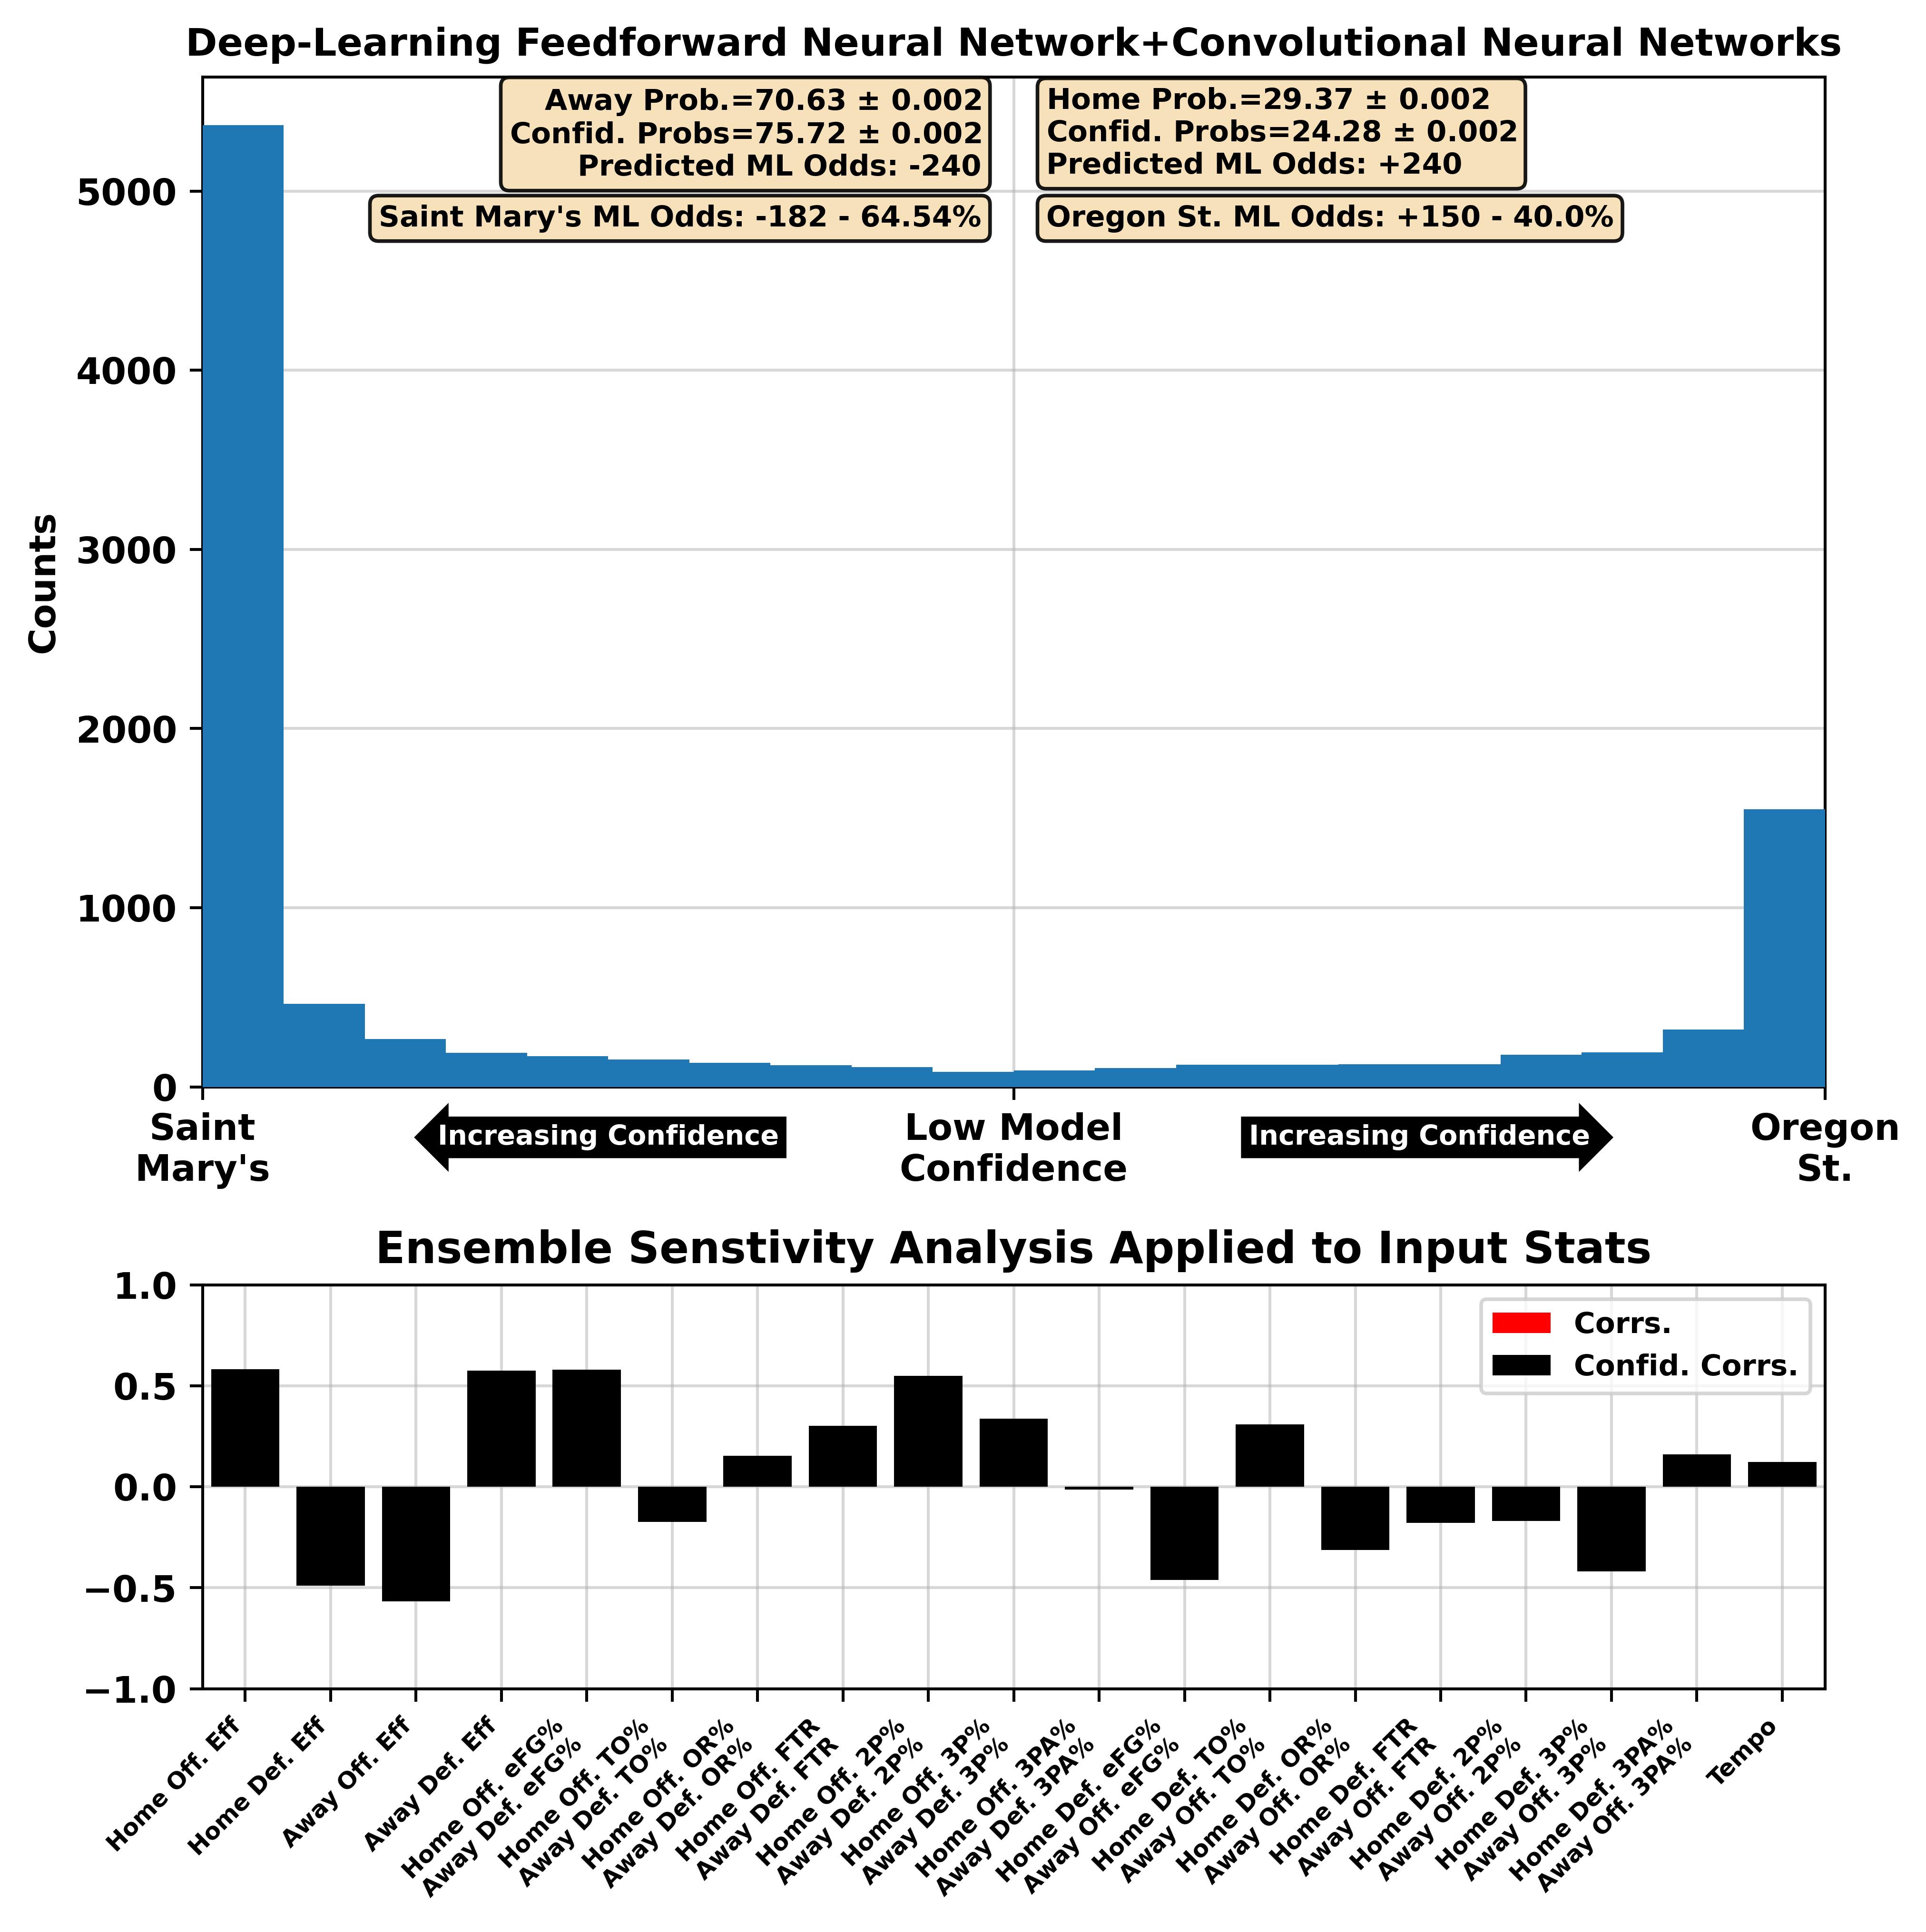 Deep-Learning Feedforward Neural Network+Convolutional Neural Networks
Away Prob.=70.63 ± 0.002
Confid. Probs=75.72 ± 0.002
Predicted ML Odds: -240
Home Prob.=29.37 ± 0.002
Confid. Probs=24.28 ± 0.002
Predicted ML Odds: +240
Saint Mary's ML Odds: -182 - 64.54%
Oregon St. ML Odds: +150 - 40.0%
5000
4000
3000
2000
1000
0
Counts
Saint
Mary's
Increasing Confidence
Low Model
Confidence
Increasing Confidence
Oregon
St.
Ensemble Senstivity Analysis Applied to Input Stats
1.0
0.5
0.0
−0.5
−1.0
Corrs.
Confid. Corrs.
Home Off. Eff
Home Def. Eff
Away Off. Eff
Away Def. Eff
Home Off. eFG%
Away Def. eFG%
Home Off. TO%
Away Def. TO%
Home Off. OR%
Away Def. OR%
Home Off. FTR
Away Def. FTR
Home Off. 2P%
Away Def. 2P%
Home Off. 3P%
Away Def. 3P%
Home Off. 3PA%
Away Def. 3PA%
Home Def. eFG%
Away Off. eFG%
Home Def. TO%
Away Off. TO%
Home Def. OR%
Away Off. OR%
Home Def. FTR
Away Off. FTR
Home Def. 2P%
Away Off. 2P%
Home Def. 3P%
Away Off. 3P%
Home Def. 3PA%
Away Off. 3PA%
Tempo